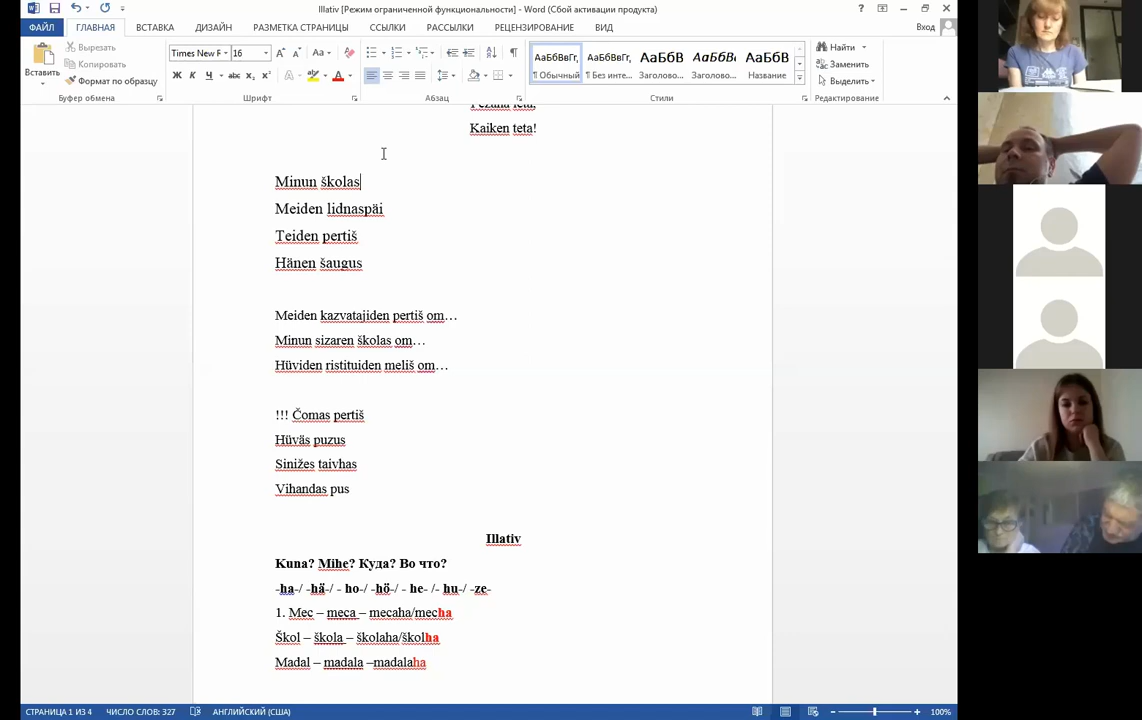 Illativ [Режим ограниченной функциональности] - Word (Сбой активации продукта)
ФАЙЛ ГЛАВНАЯ ВСТАВКА ДИЗАЙН РАЗМЕТКА СТРАНИЦЫ ССЫЛКИ РАССЫЛКИ РЕЦЕНЗИРОВАНИЕ ВИД Вход
Вставить
Вырезать
Копировать
Формат по образцу
Буфер обмена
Times New F 16
Ж К Ч abc x₂ x²
Шрифт
Абзац
АаБбВвГг, АаБбВвГг, АаБбВ АаБбВвГ АаБбВ
¶ Обычный ¶ Без инте... Заголово... Заголово... Название
Стили
Найти
Заменить
Выделить
Редактирование
Kaiken teta!
Minun školas
Meiden lidnaspäi
Teiden pertiš
Hänen šaugus
Meiden kazvatajiden pertiš om…
Minun sizaren školas om…
Hüviden ristituiden meliš om…
!!! Čomas pertiš
Hüväs puzus
Sinižes taivhas
Vihandas pus
Illativ
Kuna? Mihe? Куда? Во что?
-ha-/ -hä-/ - ho-/ -hö-/ - he- /- hu-/ -ze-
1. Mec – meca – mecaha/mecha
Škol – škola – školaha/školha
Madal – madala –madalaha
СТРАНИЦА 1 ИЗ 4 ЧИСЛО СЛОВ: 327 АНГЛИЙСКИЙ (США) 100%